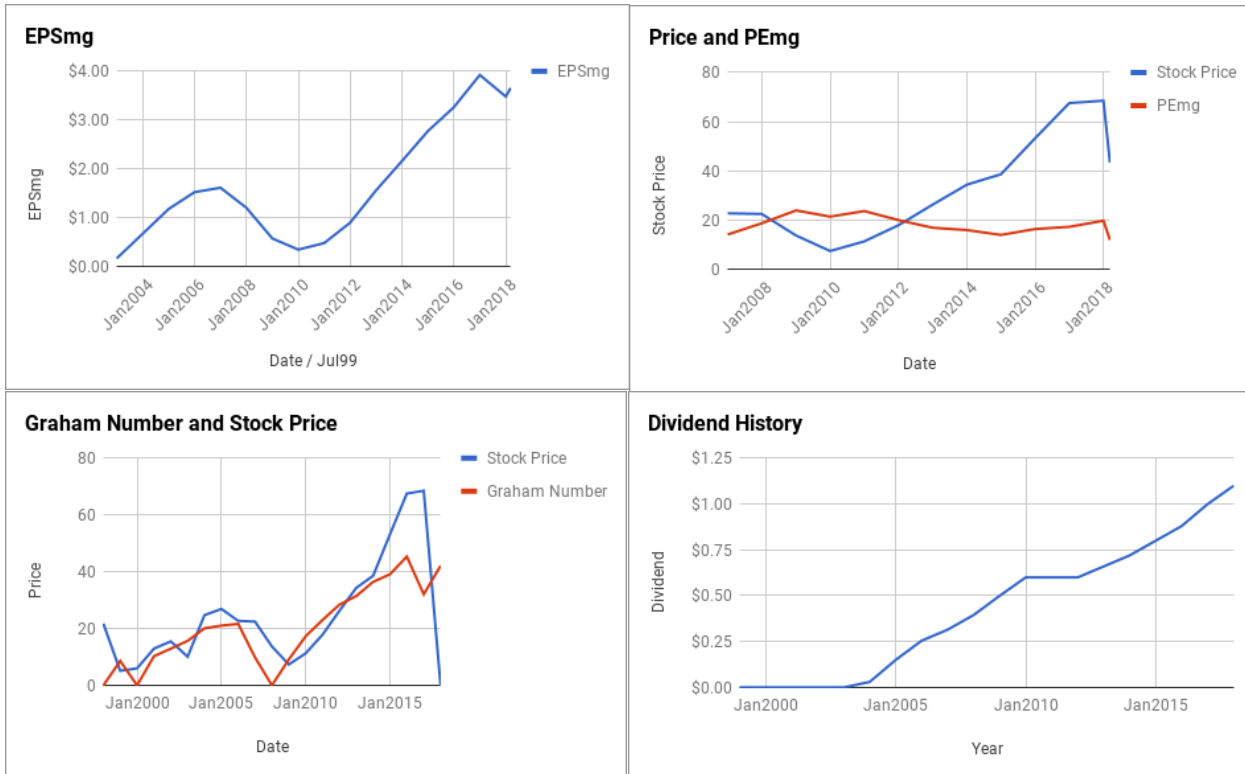 EPSmg
$4.00
$3.00
$2.00
$1.00
$0.00
EPSmg
Jan2004
Jan2006
Jan2008
Jan2010
Jan2012
Jan2014
Jan2016
Jan2018
Date / Jul99
EPSmg
Price and PEmg
80
60
40
20
0
Stock Price
Jan2008
Jan2010
Jan2012
Jan2014
Jan2016
Jan2018
Date
Stock Price
PEmg
Graham Number and Stock Price
80
60
40
20
0
Price
Jan2000
Jan2005
Jan2010
Jan2015
Date
Stock Price
Graham Number
Dividend History
$1.25
$1.00
$0.75
$0.50
$0.25
$0.00
Dividend
Jan2000
Jan2005
Jan2010
Jan2015
Year